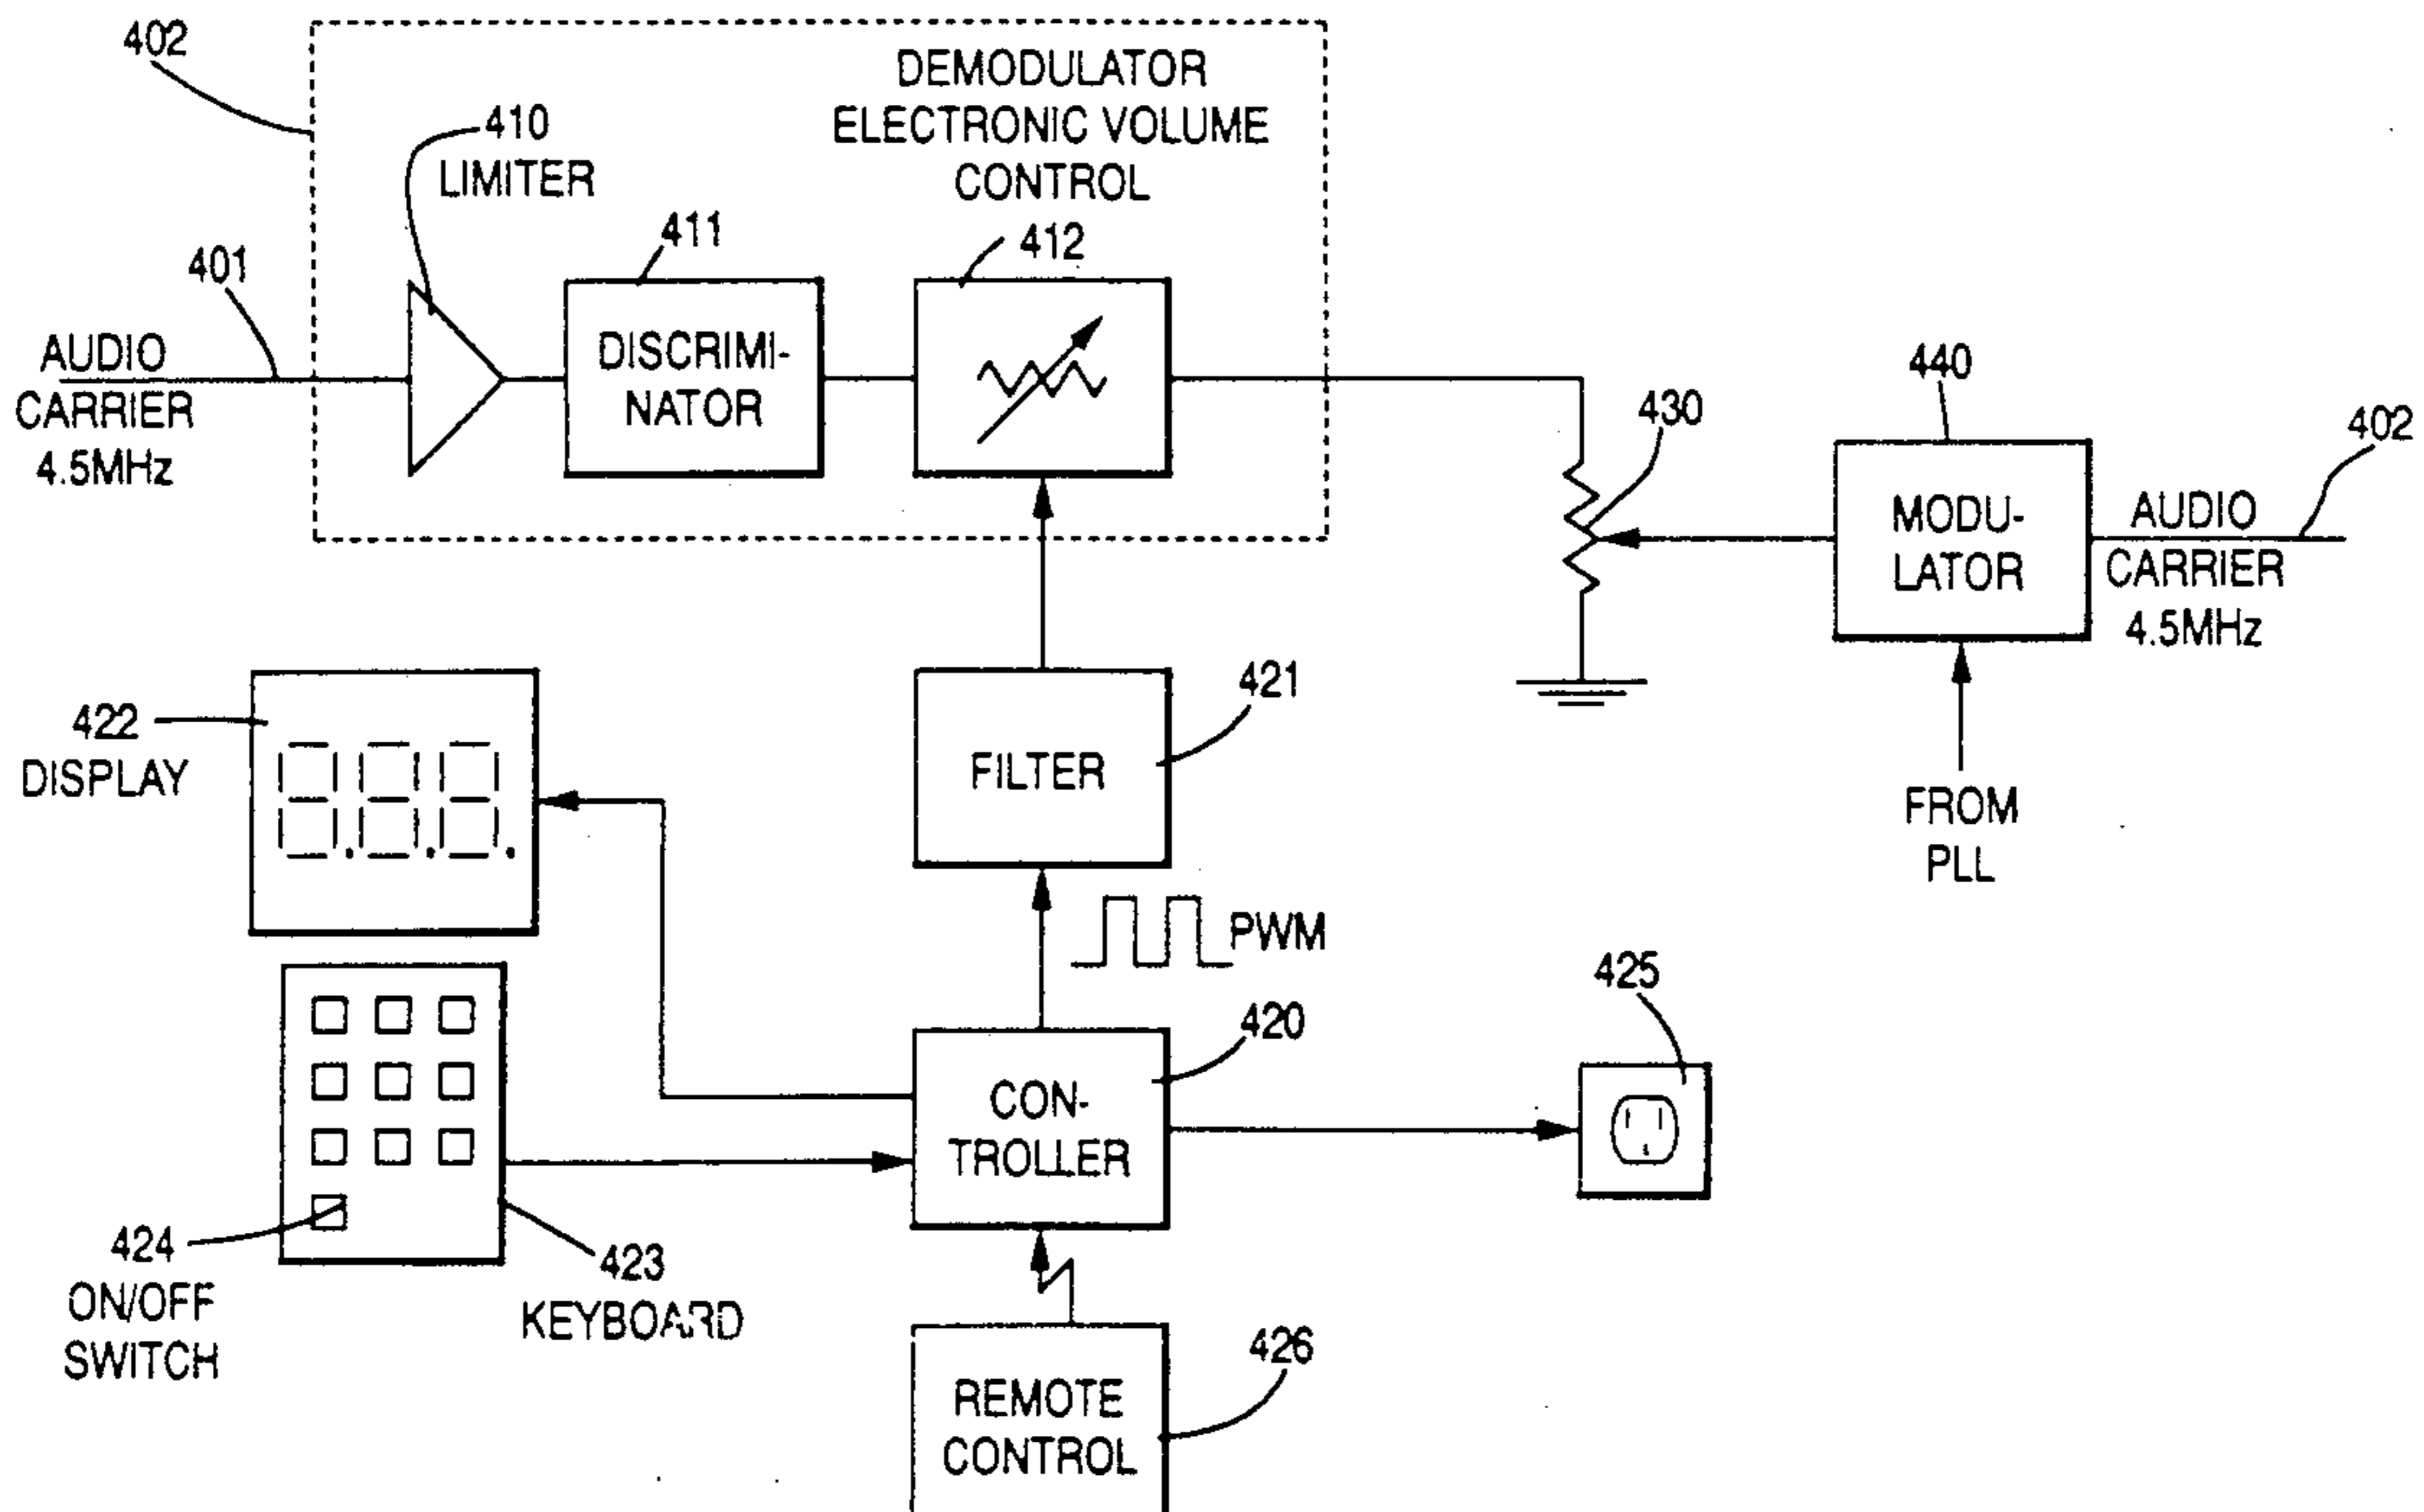 402
DEMODULATOR
ELECTRONIC VOLUME
CONTROL
410
LIMITER
411
412
401
AUDIO
CARRIER
4.5MHz
DISCRIMI-
NATOR
430
440
402
MODU-
LATOR
AUDIO
CARRIER
4.5MHz
FROM
PLL
422
DISPLAY
421
FILTER
PWM
425
420
CON-
TROLLER
424
ON/OFF
SWITCH
423
KEYBOARD
426
REMOTE
CONTROL